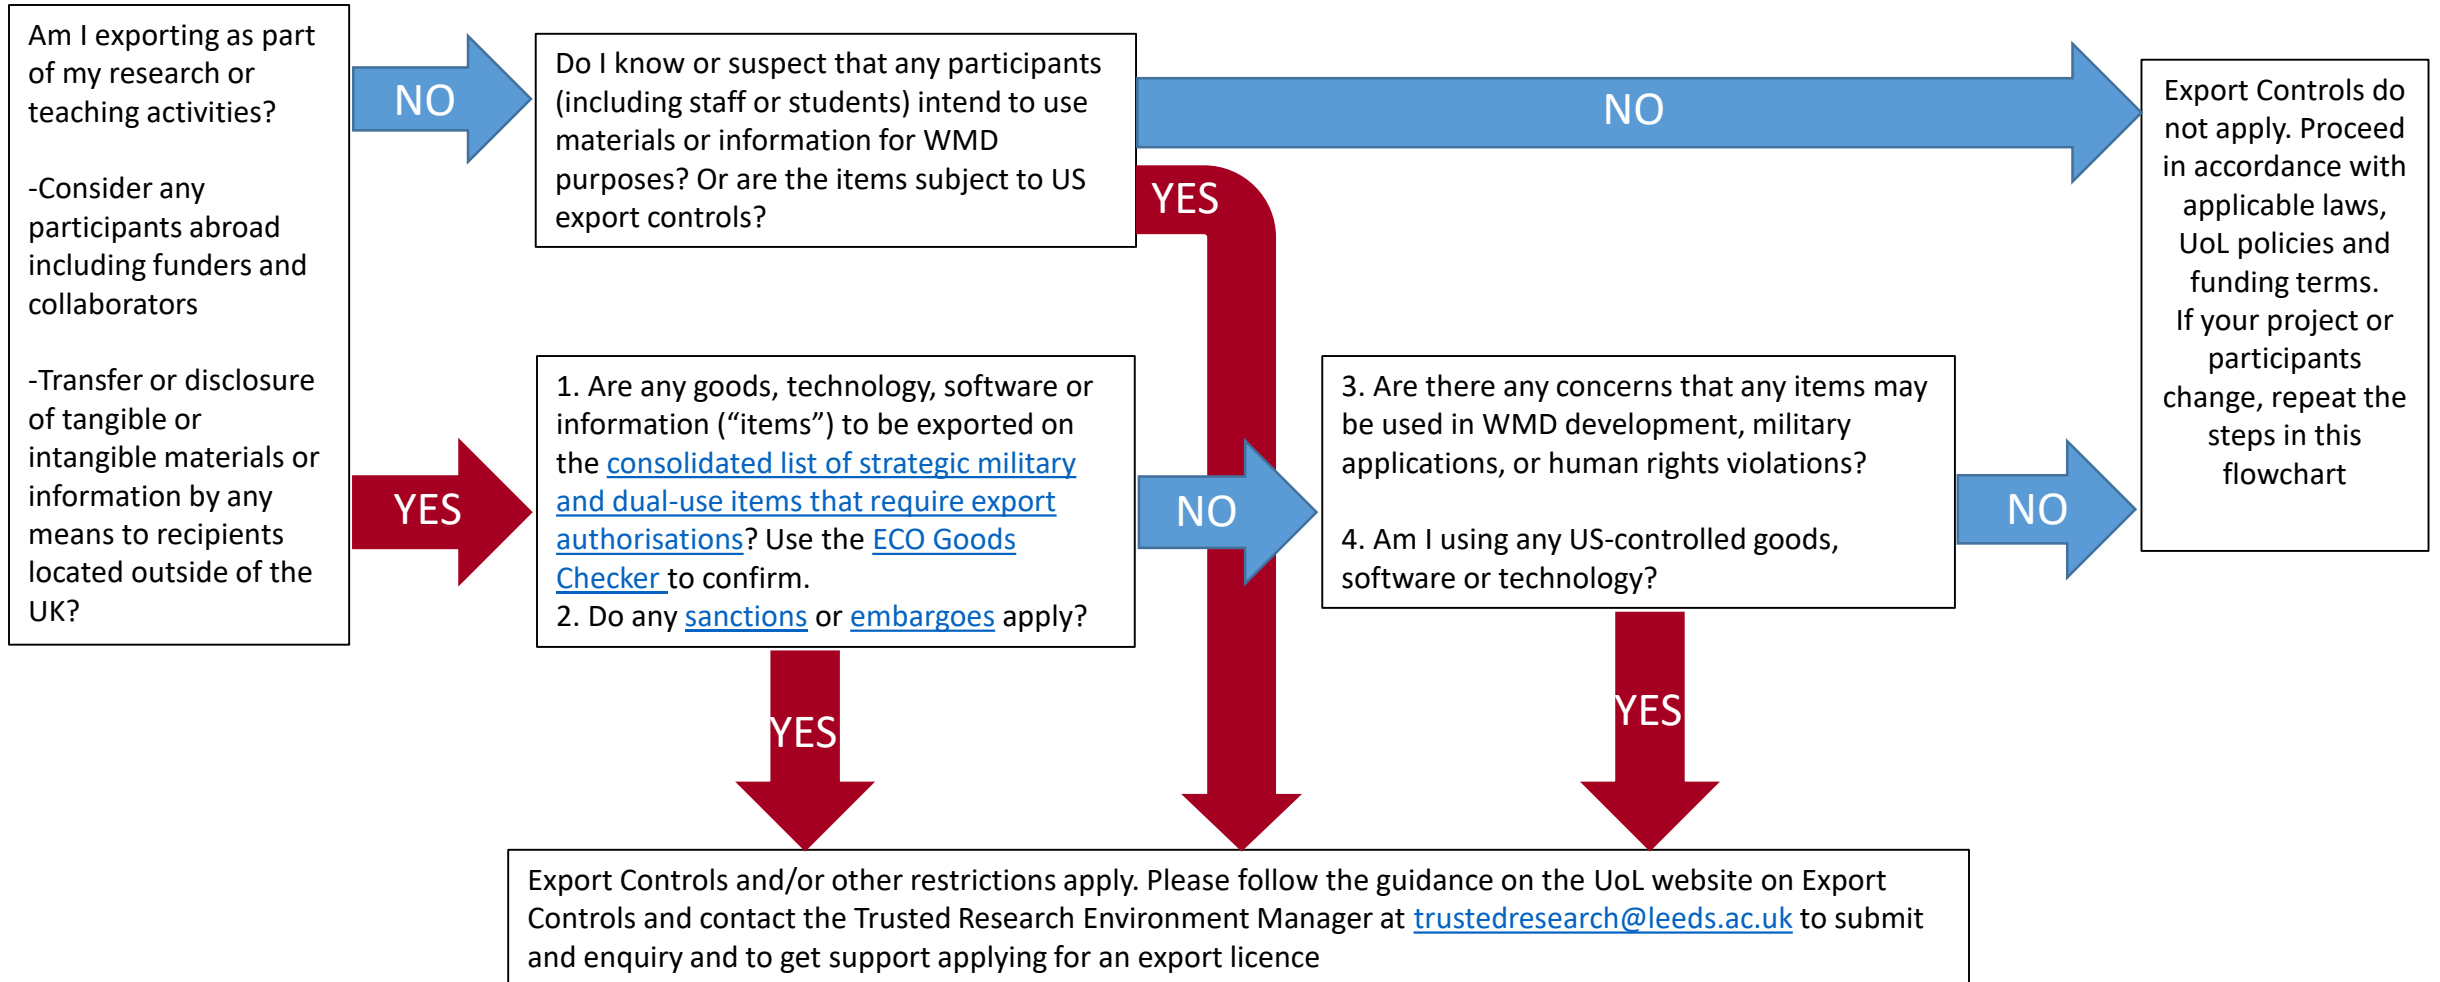 Am I exporting as part
of my research or
teaching activities?
-Consider any
participants abroad
including funders and
collaborators
-Transfer or disclosure
of tangible or
intangible materials or
information by any
means to recipients
located outside of the
UK?
NO
Do I know or suspect that any participants
(including staff or students) intend to use
materials or information for WMD
purposes? Or are the items subject to US
export controls?
NO
YES
Export Controls do
not apply. Proceed
in accordance with
applicable laws,
UoL policies and
funding terms.
If your project or
participants
change, repeat the
steps in this
flowchart
YES
1. Are any goods, technology, software or
information (“items”) to be exported on
the consolidated list of strategic military
and dual-use items that require export
authorisations? Use the ECO Goods
Checker to confirm.
2. Do any sanctions or embargoes apply?
NO
3. Are there any concerns that any items may
be used in WMD development, military
applications, or human rights violations?
4. Am I using any US-controlled goods,
software or technology?
NO
YES
YES
Export Controls and/or other restrictions apply. Please follow the guidance on the UoL website on Export
Controls and contact the Trusted Research Environment Manager at trustedresearch@leeds.ac.uk to submit
and enquiry and to get support applying for an export licence